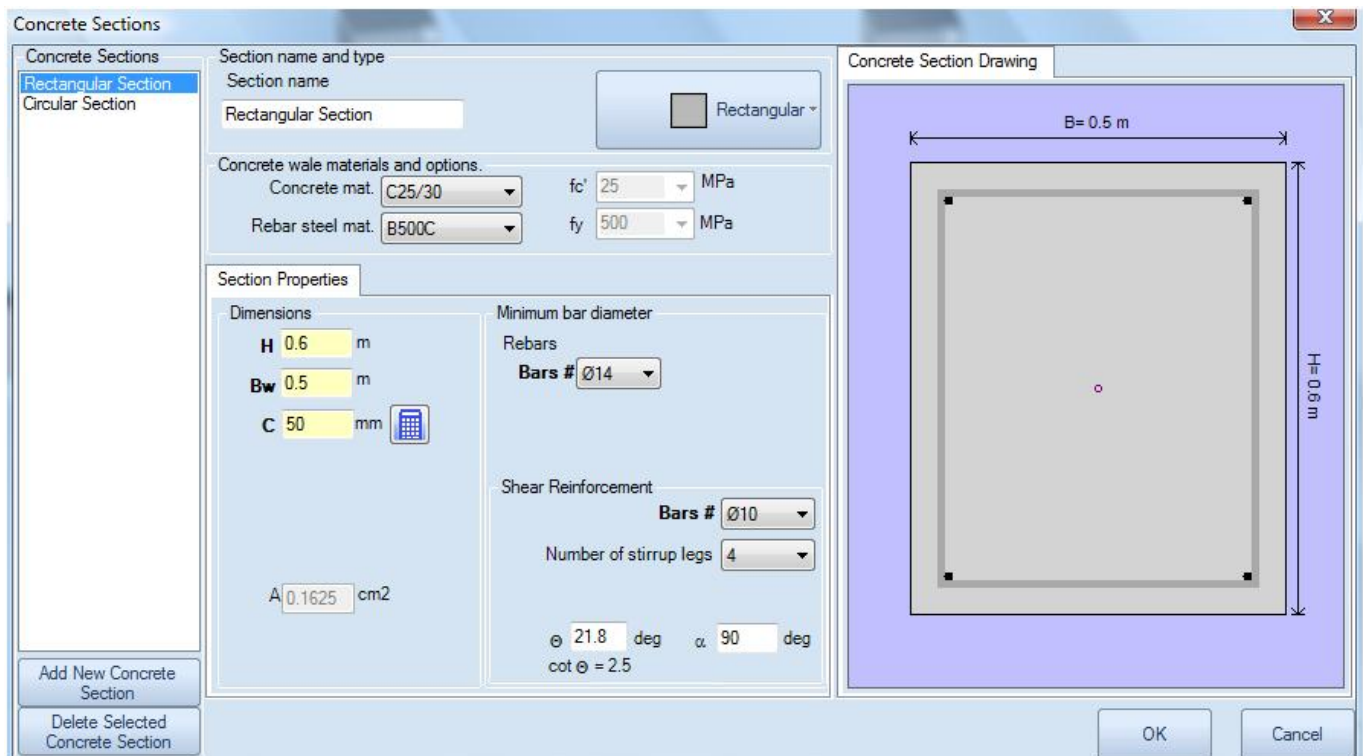 Concrete Sections
Concrete Sections
Rectangular Section
Circular Section
Add New Concrete
Section
Delete Selected
Concrete Section
Section name and type
Section name
Rectangular Section
Rectangular
Concrete wale materials and options.
Concrete mat. C25/30 fc' 25 MPa
Rebar steel mat. B500C fy 500 MPa
Section Properties
Dimensions
H 0.6 m
Bw 0.5 m
C 50 mm
A 0.1625 cm2
Minimum bar diameter
Rebars
Bars # Ø14
Shear Reinforcement
Bars # Ø10
Number of stirrup legs 4
Θ 21.8 deg α 90 deg
cot Θ = 2.5
Concrete Section Drawing
B= 0.5 m
H= 0.6 m
OK Cancel